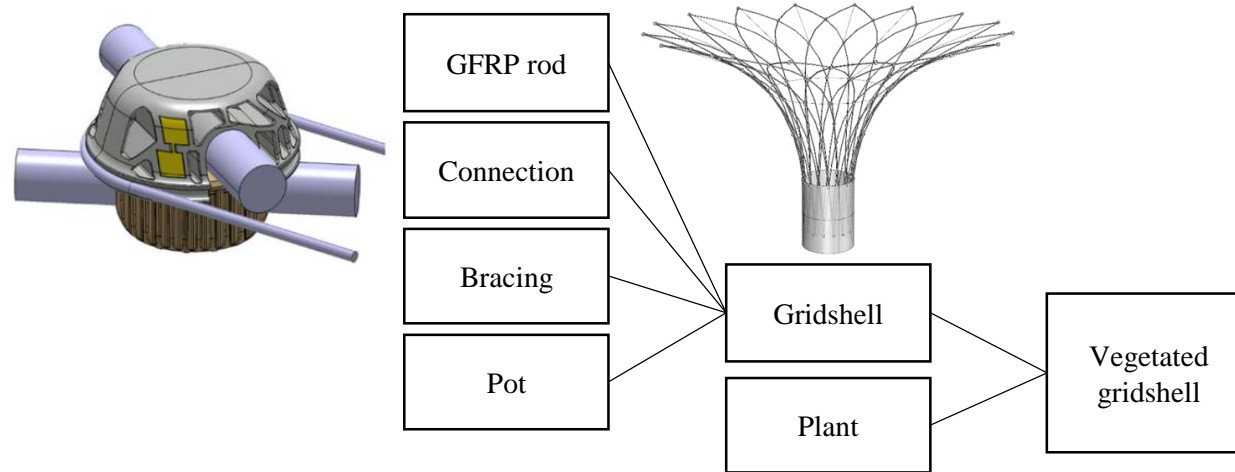 GFRP rod
Connection
Bracing
Pot
Gridshell
Plant
Vegetated
gridshell